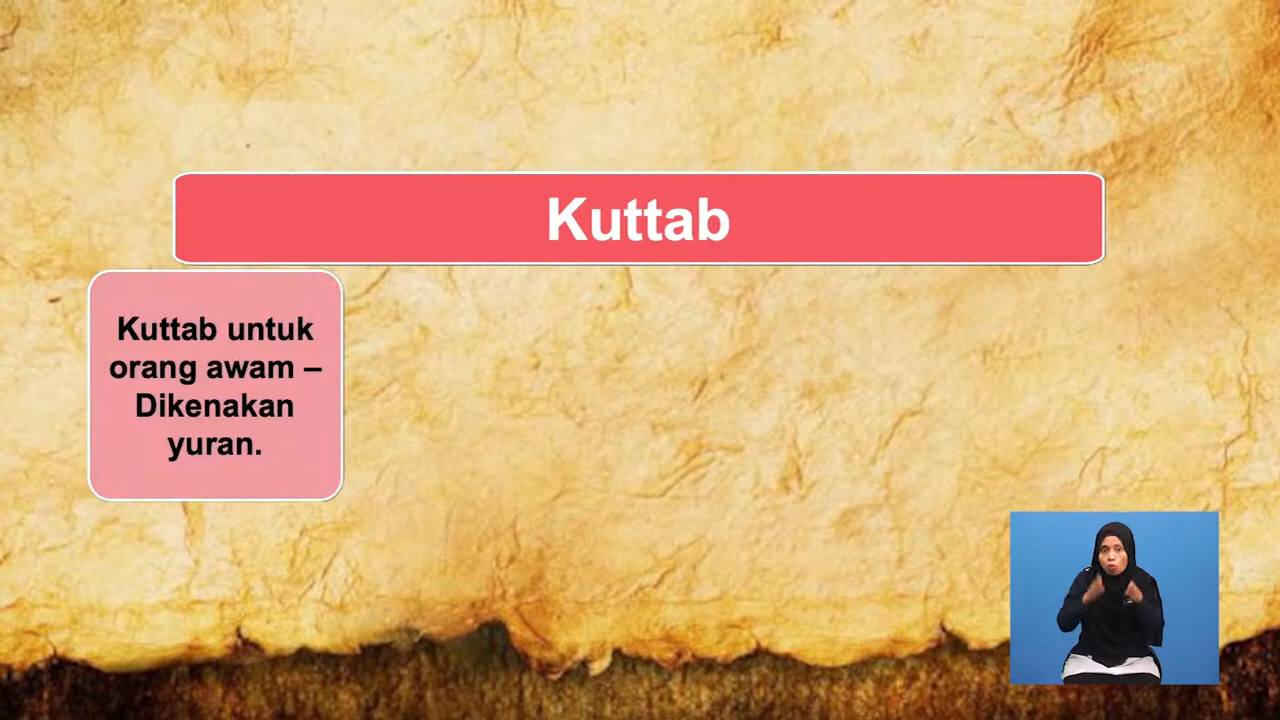 Kuttab
Kuttab untuk
orang awam –
Dikenakan
yuran.